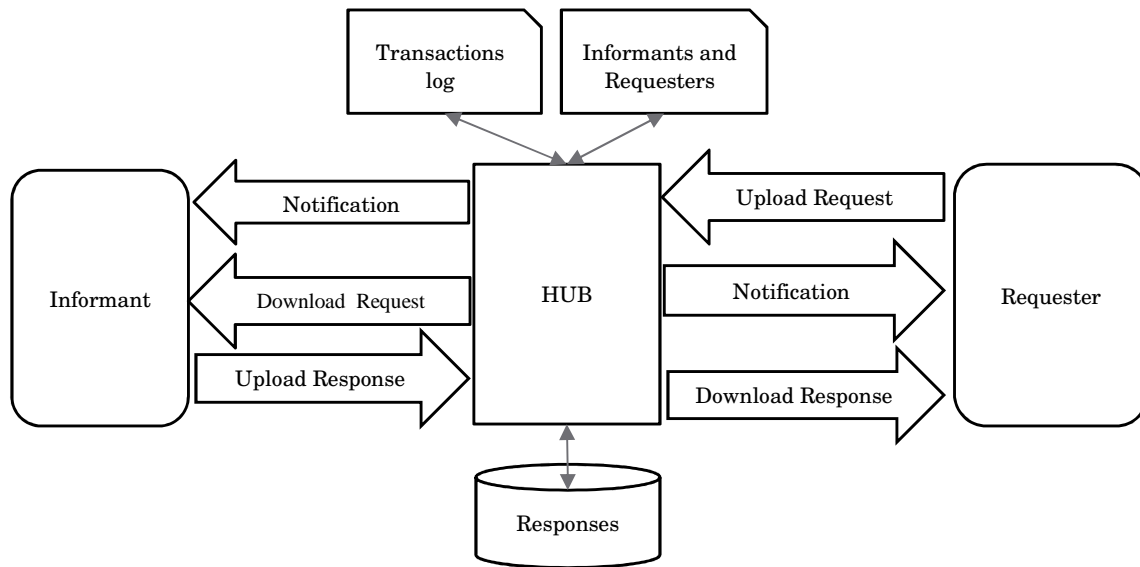 Transactions
log
Informants and
Requesters
Notification
Upload Request
Informant
Download  Request
HUB
Notification
Requester
Upload Response
Download Response
Responses